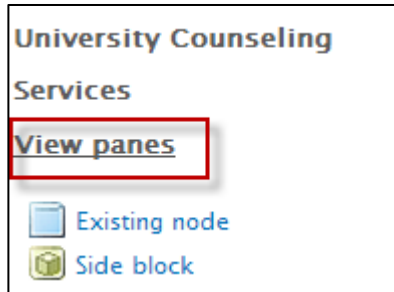 University Counseling
Services
View panes
Existing node
Side block